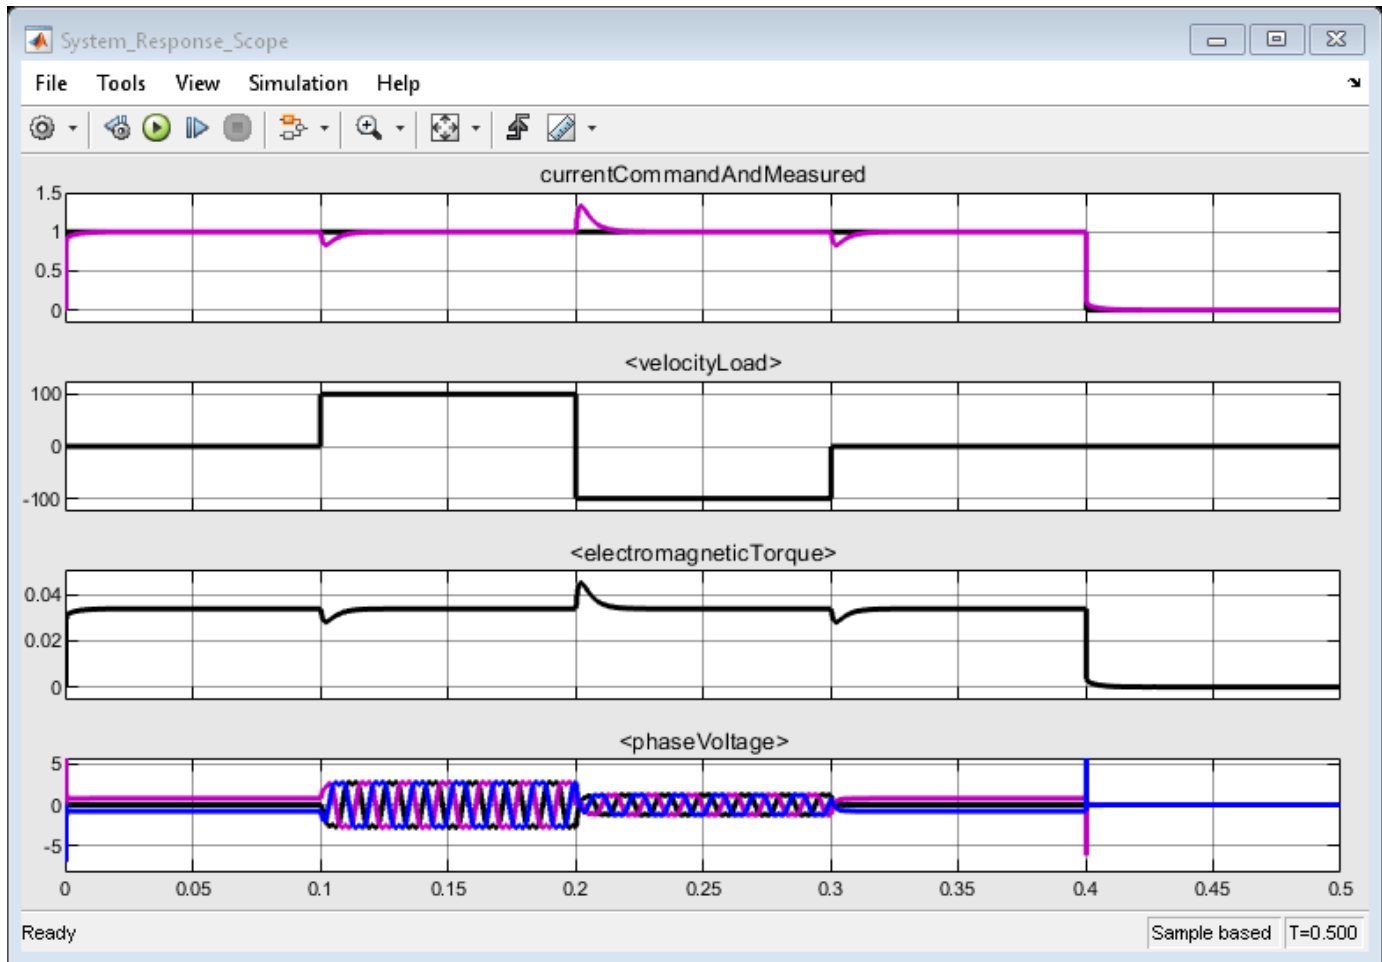 System_Response_Scope
File Tools View Simulation Help
currentCommandAndMeasured
1.5
1
0.5
0
<velocityLoad>
100
0
-100
<electromagneticTorque>
0.04
0.02
0
<phaseVoltage>
5
0
-5
0 0.05 0.1 0.15 0.2 0.25 0.3 0.35 0.4 0.45 0.5
Ready Sample based T=0.500